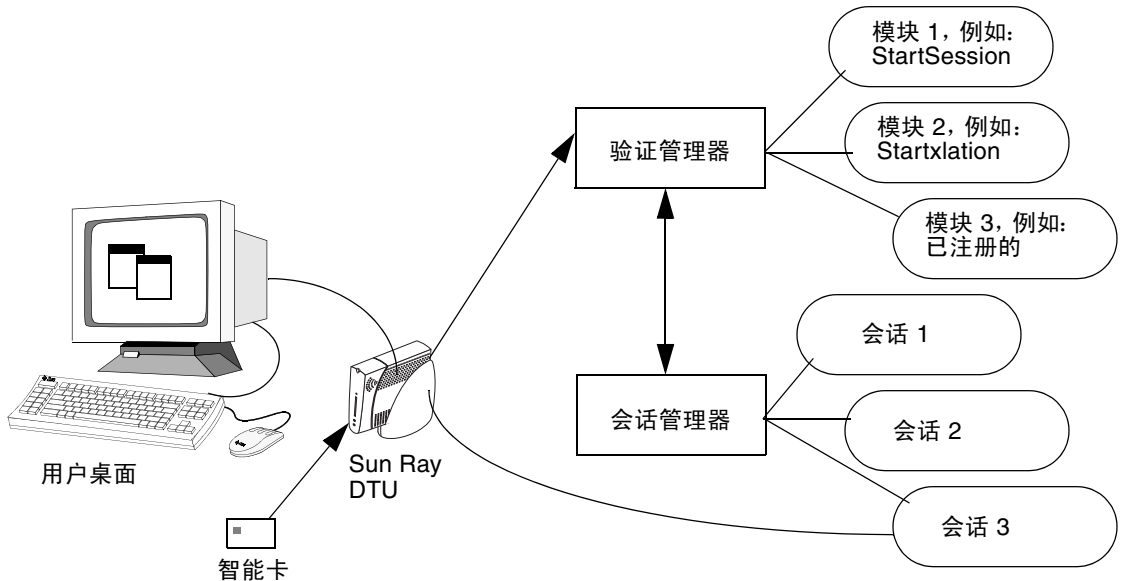 模块 1, 例如:
StartSession
模块 2, 例如:
Startxlation
模块 3, 例如:
已注册的
验证管理器
会话管理器
会话 1
会话 2
会话 3
用户桌面
Sun Ray
DTU
智能卡